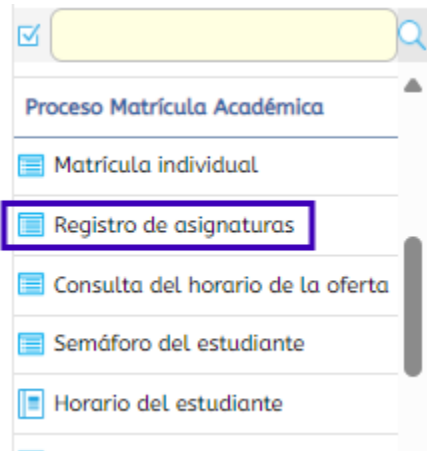 Proceso Matrícula Académica
Matrícula individual
Registro de asignaturas
Consulta del horario de la oferta
Semáforo del estudiante
Horario del estudiante